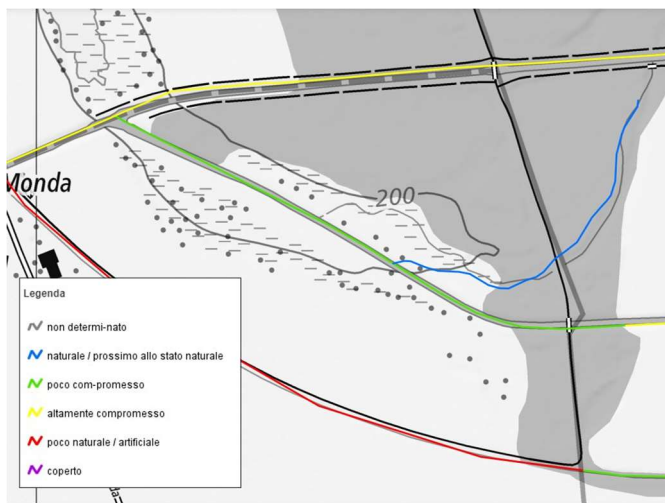 200
Monda
Legenda
non determi-nato
naturale / prossimo allo stato naturale
poco com-promesso
altamente compromesso
poco naturale / artificiale
coperto